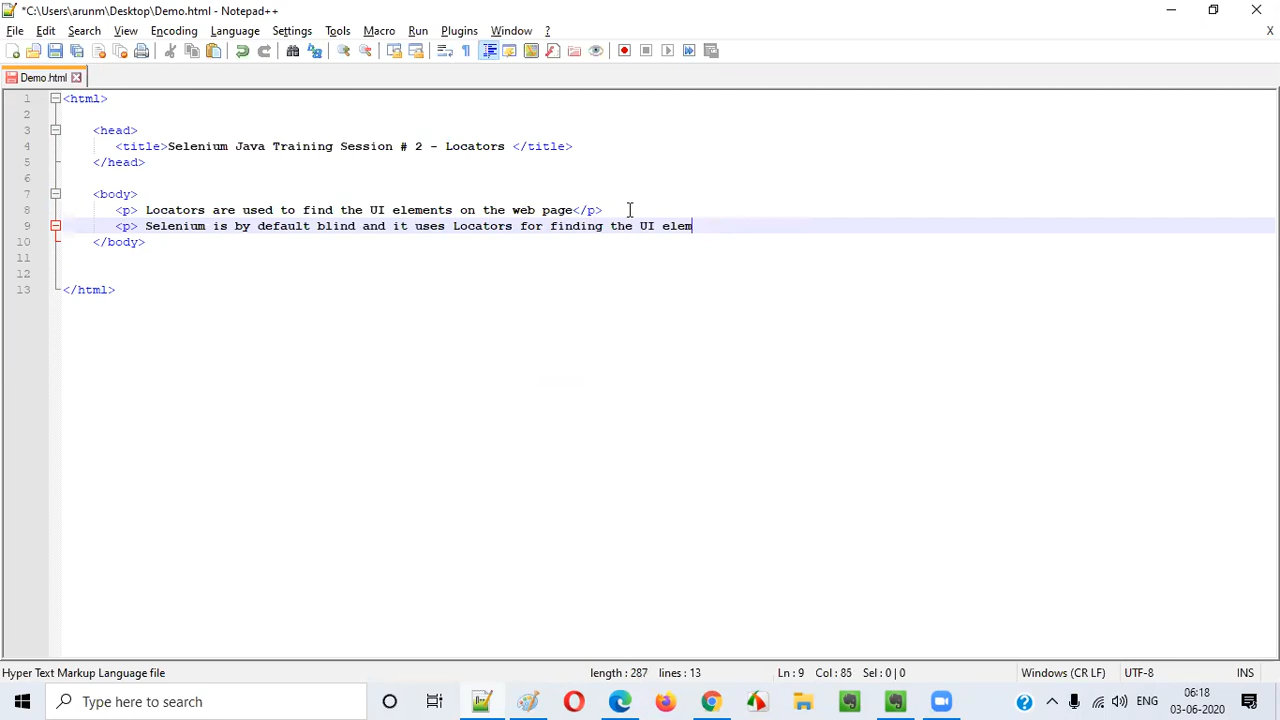 *C:\Users\arunm\Desktop\Demo.html - Notepad++
File Edit Search View Encoding Language Settings Tools Macro Run Plugins Window ? X
Demo.html
1 <html>
2
3 <head>
4 <title>Selenium Java Training Session # 2 - Locators </title>
5 </head>
6
7 <body>
8 <p> Locators are used to find the UI elements on the web page</p>
9 <p> Selenium is by default blind and it uses Locators for finding the UI elem
10 </body>
11
12
13 </html>
Hyper Text Markup Language file length : 287 lines : 13 Ln : 9 Col : 85 Sel : 0 | 0 Windows (CR LF) UTF-8 INS
Type here to search ENG 06:18
03-06-2020